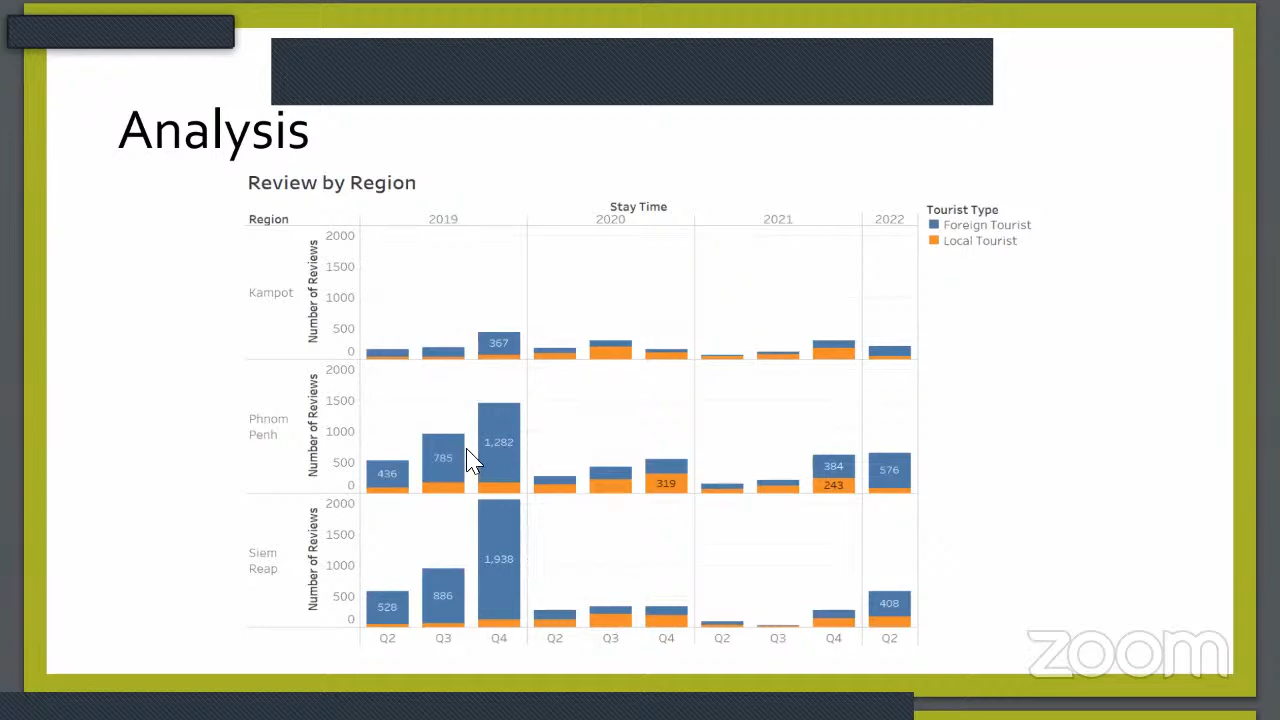 Analysis
Review by Region
Stay Time
Region 2019 2020 2021 2022
Tourist Type
Foreign Tourist
Local Tourist
Kampot
Number of Reviews
2000
1500
1000
500
0
367
Phnom
Penh
Number of Reviews
2000
1500
1000
500
0
436 785 1,282 319 384 243 576
Siem
Reap
Number of Reviews
2000
1500
1000
500
0
528 886 1,938 408
Q2 Q3 Q4 Q2 Q3 Q4 Q2 Q3 Q4 Q2
zoom